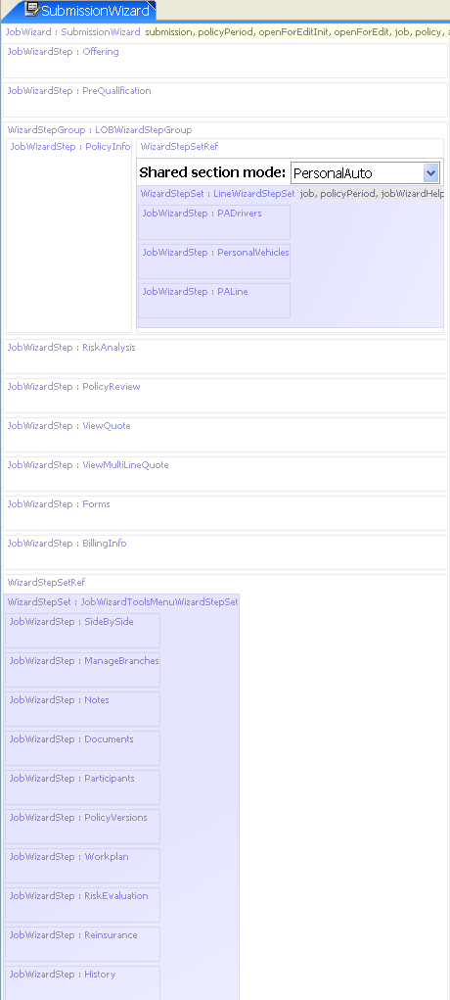 SubmissionWizard
JobWizard : SubmissionWizard submission, policyPeriod, openForEditInit, openForEdit, job, policy,
JobWizardStep : Offering
JobWizardStep : PreQualification
WizardStepGroup : LOBWizardStepGroup
JobWizardStep : PolicyInfo
WizardStepSetRef
Shared section mode: PersonalAuto
WizardStepSet : LineWizardStepSet job, policyPeriod, jobWizardHelp
JobWizardStep : PADrivers
JobWizardStep : PersonalVehicles
JobWizardStep : PALine
JobWizardStep : RiskAnalysis
JobWizardStep : PolicyReview
JobWizardStep : ViewQuote
JobWizardStep : ViewMultiLineQuote
JobWizardStep : Forms
JobWizardStep : BillingInfo
WizardStepSetRef
WizardStepSet : JobWizardToolsMenuWizardStepSet
JobWizardStep : SideBySide
JobWizardStep : ManageBranches
JobWizardStep : Notes
JobWizardStep : Documents
JobWizardStep : Participants
JobWizardStep : PolicyVersions
JobWizardStep : Workplan
JobWizardStep : RiskEvaluation
JobWizardStep : Reinsurance
JobWizardStep : History